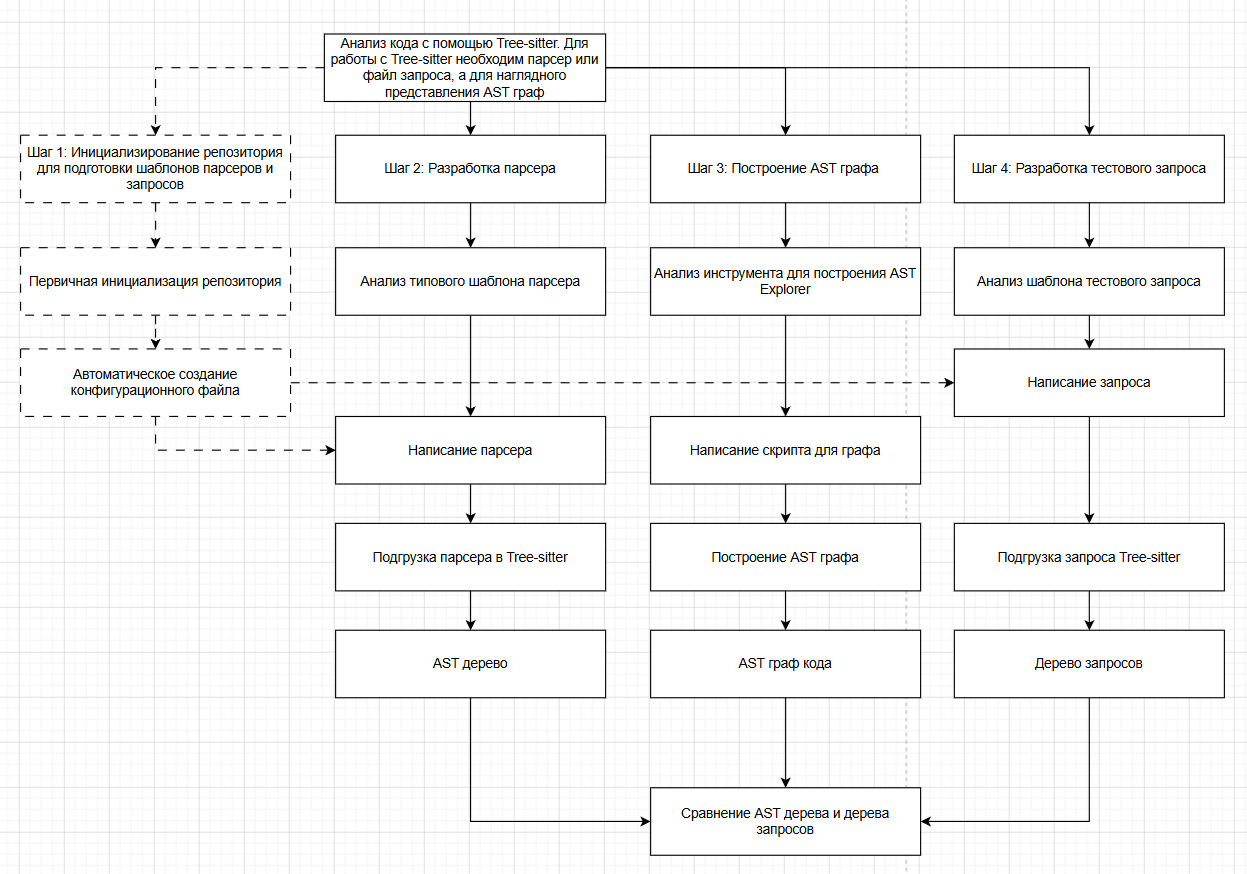 Анализ кода с помощью Tree-sitter. Для
работы с Tree-sitter необходим парсер или
файл запроса, а для наглядного
представления AST граф
Шаг 1: Инициализирование репозитория
для подготовки шаблонов парсеров и
запросов
Шаг 2: Разработка парсера
Шаг 3: Построение AST графа
Шаг 4: Разработка тестового запроса
Первичная инициализация репозитория
Анализ типового шаблона парсера
Анализ инструмента для построения AST
Explorer
Анализ шаблона тестового запроса
Автоматическое создание
конфигурационного файла
Написание запроса
Написание парсера
Написание скрипта для графа
Подгрузка парсера в Tree-sitter
Построение AST графа
Подгрузка запроса Tree-sitter
AST дерево
AST граф кода
Дерево запросов
Сравнение AST дерева и дерева
запросов